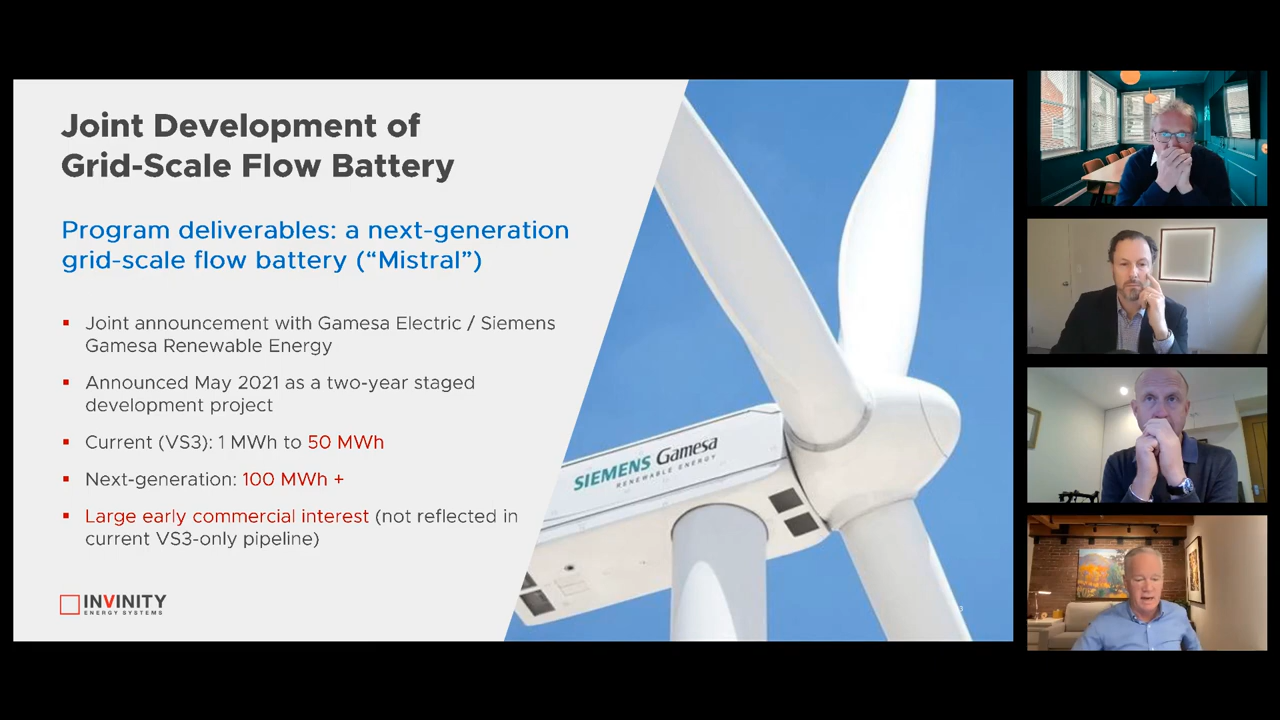 Joint Development of
Grid-Scale Flow Battery
Program deliverables: a next-generation
grid-scale flow battery (“Mistral”)
▪ Joint announcement with Gamesa Electric / Siemens
Gamesa Renewable Energy
▪ Announced May 2021 as a two-year staged
development project
▪ Current (VS3): 1 MWh to 50 MWh
▪ Next-generation: 100 MWh +
▪ Large early commercial interest (not reflected in
current VS3-only pipeline)
INVINITY
ENERGY SYSTEMS
SIEMENS Gamesa
RENEWABLE ENERGY